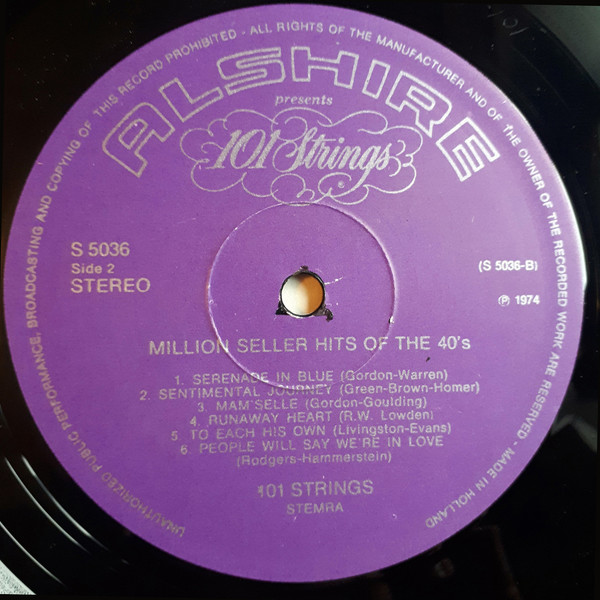 UNAUTHORIZED PUBLIC PERFORMANCE, BROADCASTING AND COPYING OF THIS RECORD PROHIBITED - ALL RIGHTS OF THE MANUFACTURER AND OF THE OWNER OF THE RECORDED WORK ARE RESERVED - MADE IN HOLLAND
ALSHIRE
presents
101 Strings
S 5036
Side 2
STEREO
(S 5036-B)
℗ 1974
MILLION SELLER HITS OF THE 40's
1. SERENADE IN BLUE (Gordon-Warren)
2. SENTIMENTAL JOURNEY (Green-Brown-Homer)
3. MAM'SELLE (Gordon-Goulding)
4. RUNAWAY HEART (R.W. Lowden)
5. TO EACH HIS OWN (Livingston-Evans)
6. PEOPLE WILL SAY WE'RE IN LOVE
(Rodgers-Hammerstein)
101 STRINGS
STEMRA